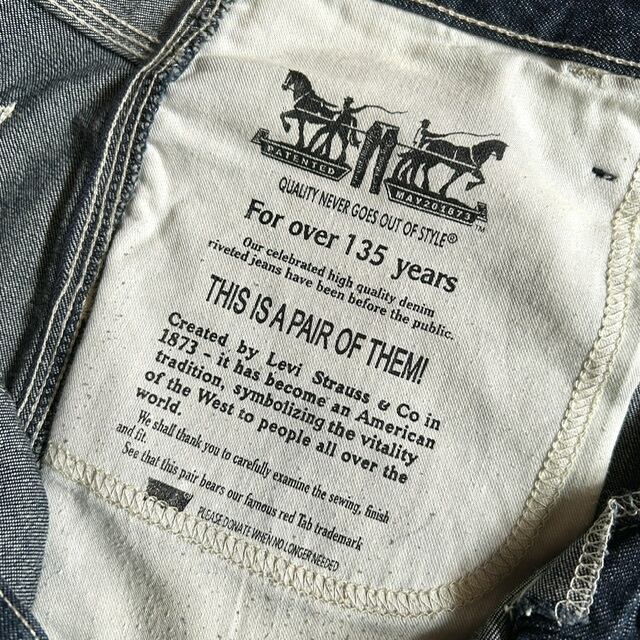 PATENTED
MAY 20 1873
QUALITY NEVER GOES OUT OF STYLE®
For over 135 years
Our celebrated high quality denim
riveted jeans have been before the public.
THIS IS A PAIR OF THEM!
Created by Levi Strauss & Co in
1873 - it has become an American
tradition, symbolizing the vitality
of the West to people all over the
world.
We shall thank you to carefully examine the sewing, finish
and fit.
See that this pair bears our famous red Tab trademark
PLEASE DONATE WHEN NO LONGER NEEDED